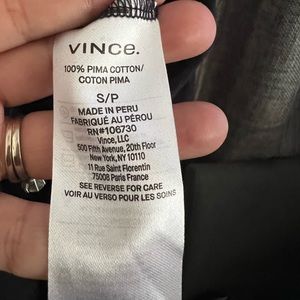 VINCE.
100% PIMA COTTON/
COTON PIMA
S/P
MADE IN PERU
FABRIQUÉ AU PÉROU
RN#106730
Vince, LLC
500 Fifth Avenue, 20th Floor
New York, NY 10110
11 Rue Saint Florentin
75008 Paris France
SEE REVERSE FOR CARE
VOIR AU VERSO POUR LES SOINS